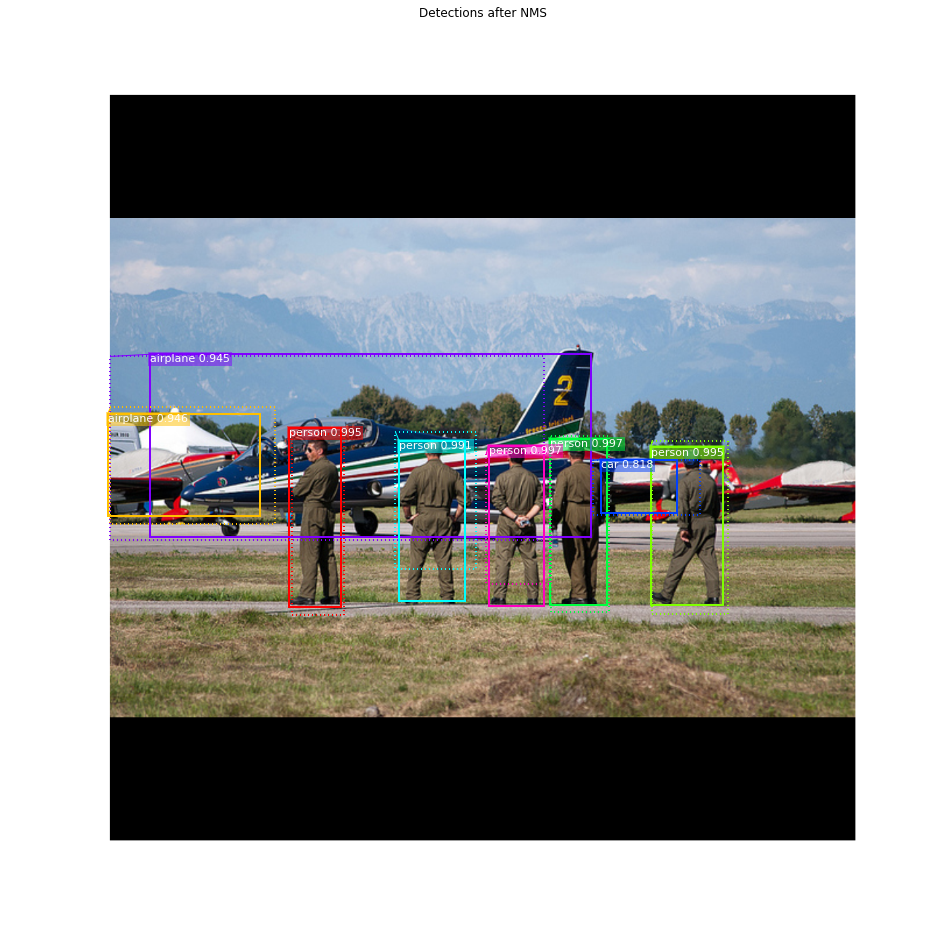 Detections after NMS
2
airplane 0.945
airplane 0.946
person 0.995
person 0.991
person 0.997
person 0.997
car 0.818
person 0.995